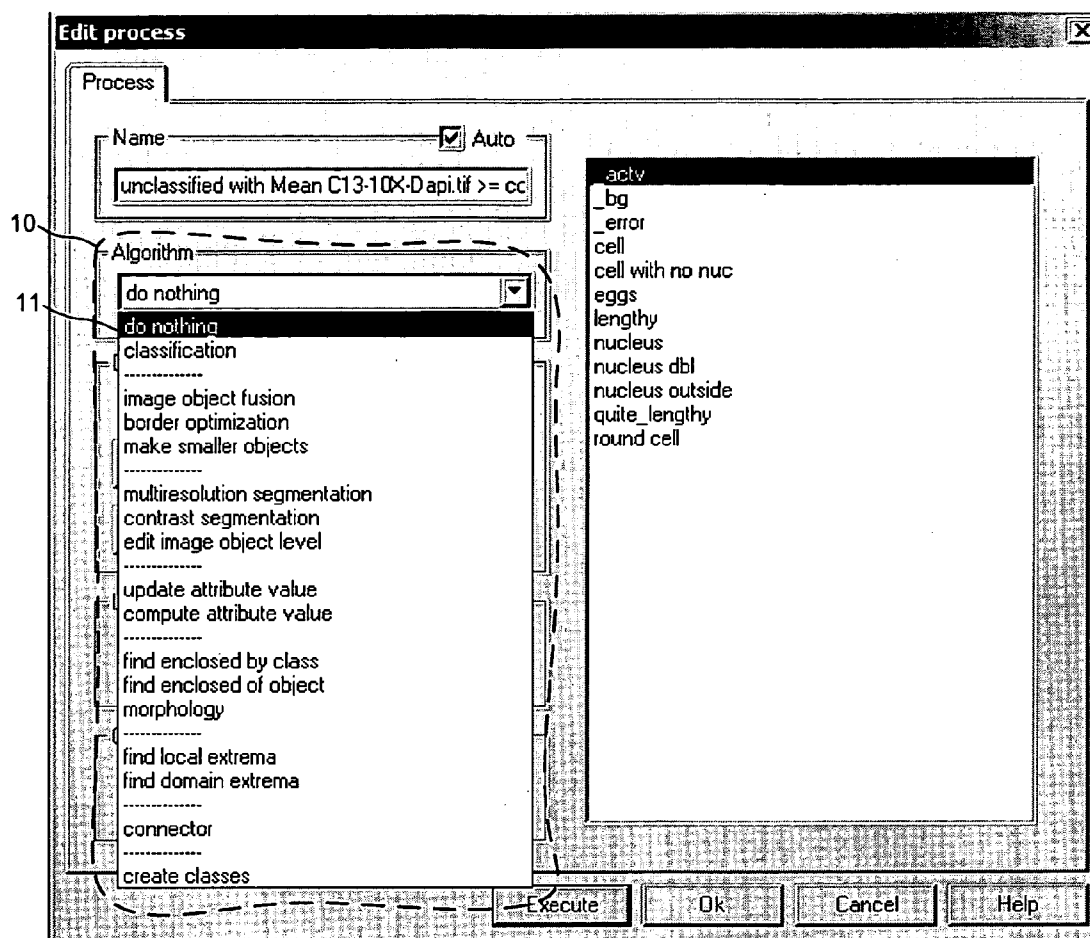 Edit process
Process
Name
Auto
unclassified with Mean C13-10X-Dapi.tif >= cc
10
Algorithm
do nothing
11
do nothing
classification
--------------
image object fusion
border optimization
make smaller objects
--------------
multiresolution segmentation
contrast segmentation
edit image object level
--------------
update attribute value
compute attribute value
--------------
find enclosed by class
find enclosed of object
morphology
--------------
find local extrema
find domain extrema
--------------
connector
--------------
create classes
_actv
_bg
_error
cell
cell with no nuc
eggs
lengthy
nucleus
nucleus dbl
nucleus outside
quite_lengthy
round cell
Execute
Ok
Cancel
Help